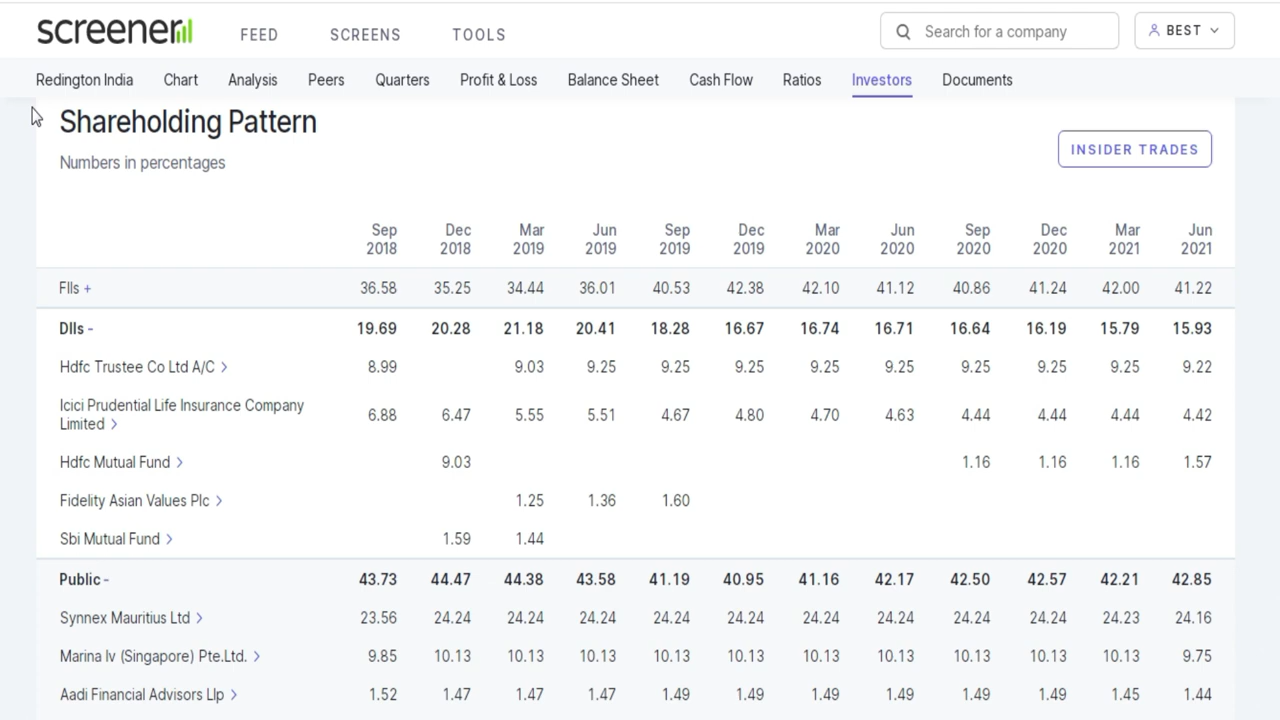 screener
FEED SCREENS TOOLS
Search for a company
BEST
Redington India Chart Analysis Peers Quarters Profit & Loss Balance Sheet Cash Flow Ratios Investors Documents
Shareholding Pattern
Numbers in percentages
INSIDER TRADES
Sep Dec Mar Jun Sep Dec Mar Jun Sep Dec Mar Jun
2018 2018 2019 2019 2019 2019 2020 2020 2020 2020 2021 2021
FIIs + 36.58 35.25 34.44 36.01 40.53 42.38 42.10 41.12 40.86 41.24 42.00 41.22
DIIs - 19.69 20.28 21.18 20.41 18.28 16.67 16.74 16.71 16.64 16.19 15.79 15.93
Hdfc Trustee Co Ltd A/C > 8.99 9.03 9.25 9.25 9.25 9.25 9.25 9.25 9.25 9.25 9.22
Icici Prudential Life Insurance Company
Limited > 6.88 6.47 5.55 5.51 4.67 4.80 4.70 4.63 4.44 4.44 4.44 4.42
Hdfc Mutual Fund > 9.03 1.16 1.16 1.16 1.57
Fidelity Asian Values Plc > 1.25 1.36 1.60
Sbi Mutual Fund > 1.59 1.44
Public - 43.73 44.47 44.38 43.58 41.19 40.95 41.16 42.17 42.50 42.57 42.21 42.85
Synnex Mauritius Ltd > 23.56 24.24 24.24 24.24 24.24 24.24 24.24 24.24 24.24 24.24 24.23 24.16
Marina Iv (Singapore) Pte.Ltd. > 9.85 10.13 10.13 10.13 10.13 10.13 10.13 10.13 10.13 10.13 10.13 9.75
Aadi Financial Advisors Llp > 1.52 1.47 1.47 1.47 1.49 1.49 1.49 1.49 1.49 1.49 1.45 1.44